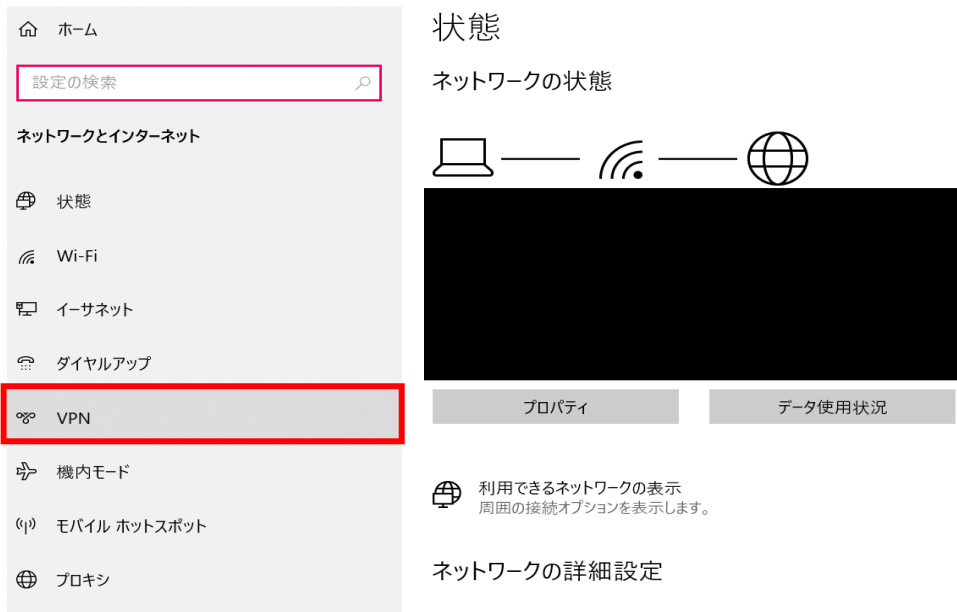 ホーム
設定の検索
ネットワークとインターネット
状態
Wi-Fi
イーサネット
ダイヤルアップ
VPN
機内モード
モバイル ホットスポット
プロキシ
状態
ネットワークの状態
プロパティ
データ使用状況
利用できるネットワークの表示
周囲の接続オプションを表示します。
ネットワークの詳細設定